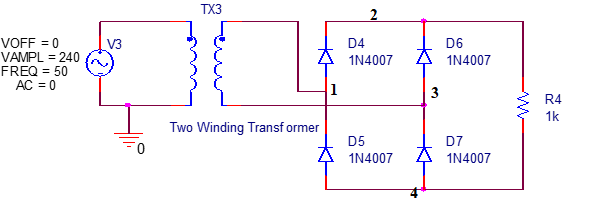 TX3
2
VOFF = 0
VAMPL = 240
FREQ = 50
AC = 0
V3
D4
1N4007
D6
1N4007
1
3
R4
1k
0
Two Winding Transformer
D5
1N4007
D7
1N4007
4